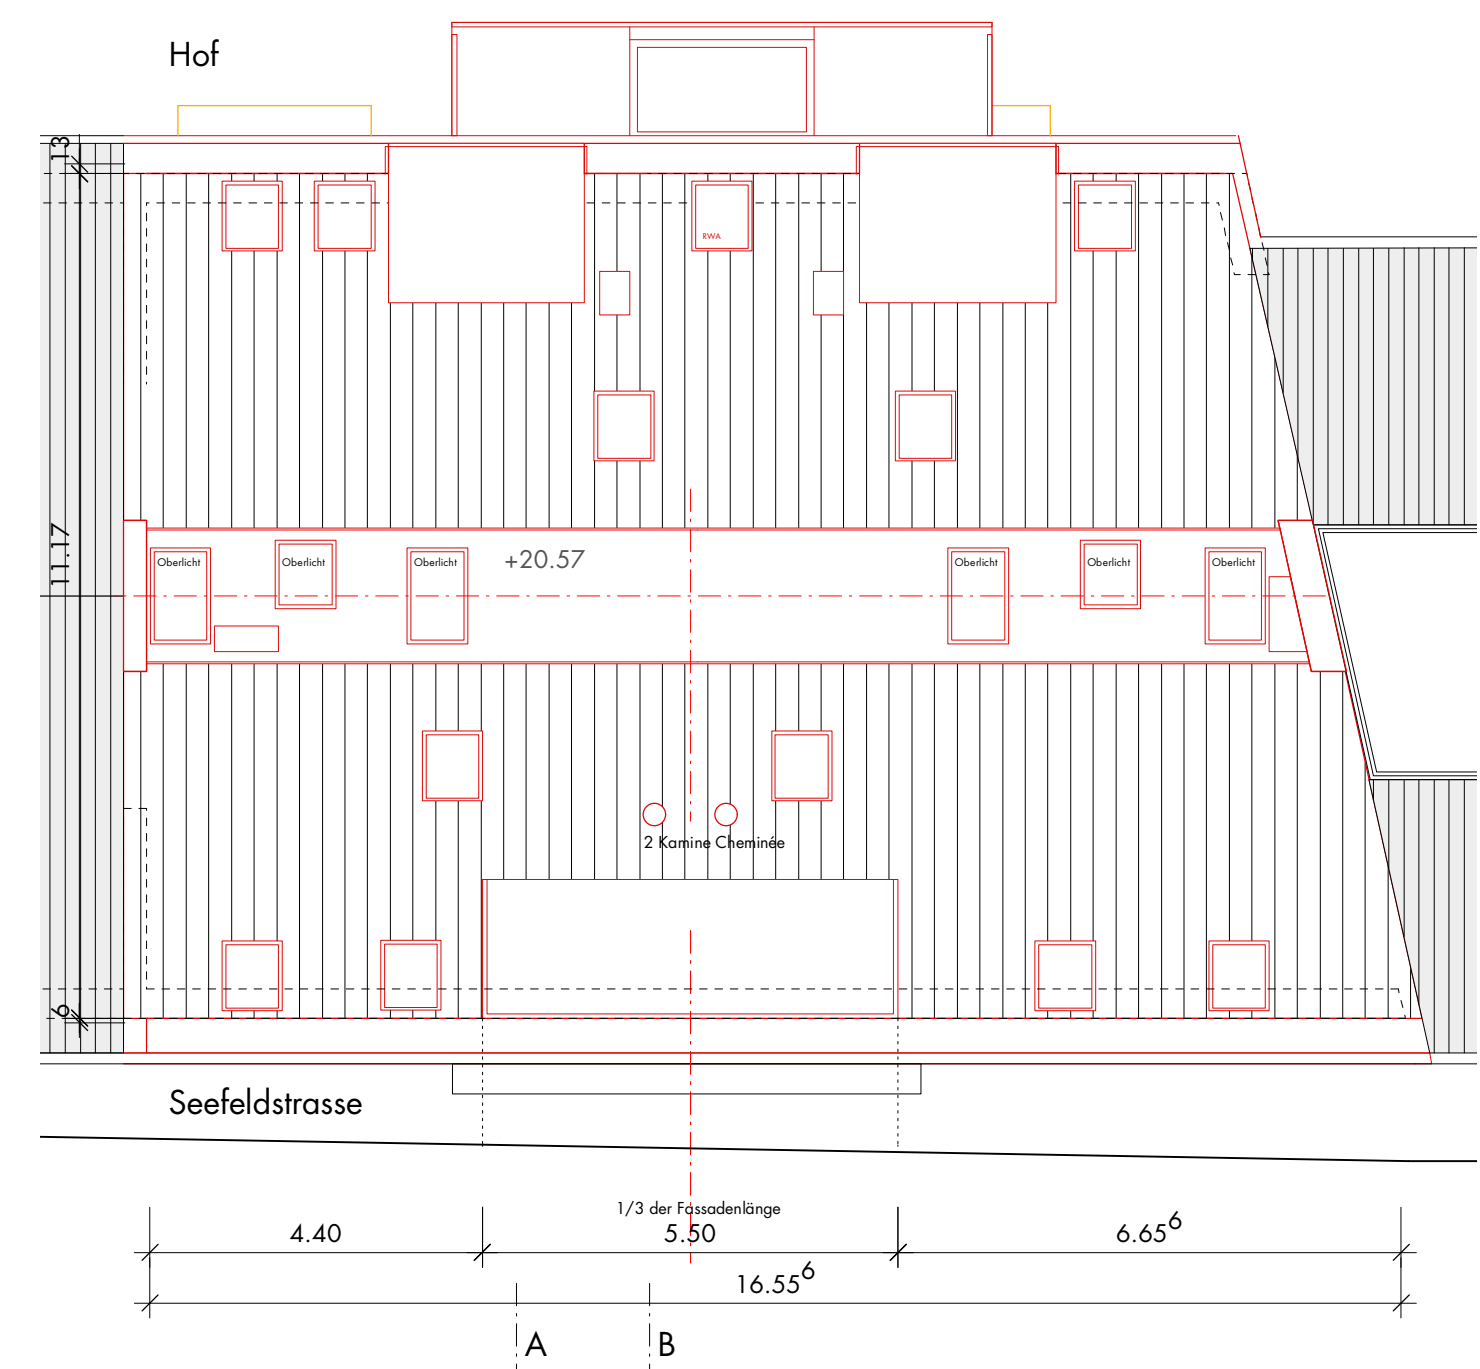 Hof
13
RWA
11.17
Oberlicht
Oberlicht
Oberlicht
+20.57
Oberlicht
Oberlicht
Oberlicht
2 Kamine Cheminée
6
Seefeldstrasse
1/3 der Fassadenlänge
4.40
5.50
6.65⁶
16.55⁶
A
B